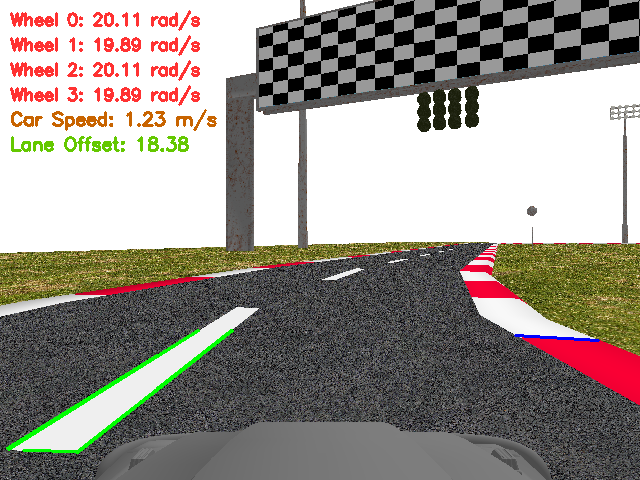 Wheel 0: 20.11 rad/s
Wheel 1: 19.89 rad/s
Wheel 2: 20.11 rad/s
Wheel 3: 19.89 rad/s
Car Speed: 1.23 m/s
Lane Offset: 18.38